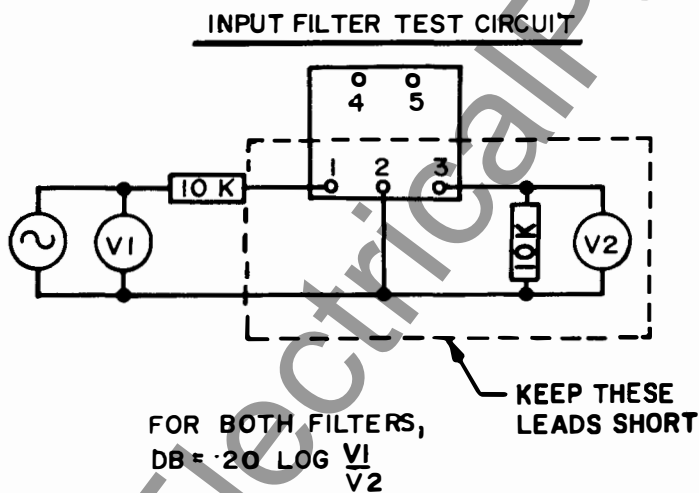 INPUT FILTER TEST CIRCUIT
4 5
1 2 3
10 K
V1
10K
V2
KEEP THESE
LEADS SHORT
FOR BOTH FILTERS,
DB = 20 LOG V1
V2